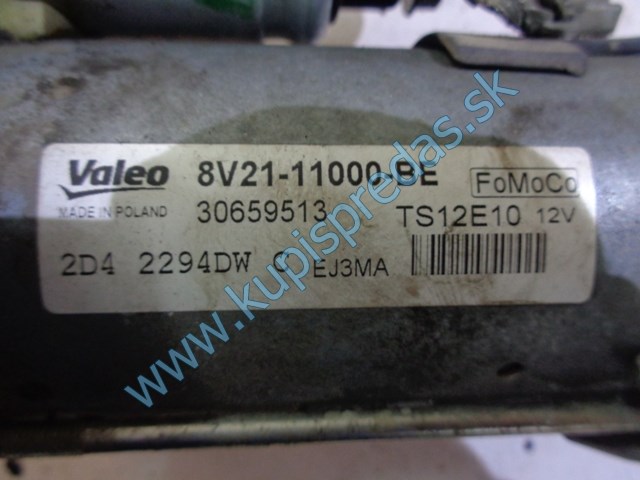 Valeo 8V21-11000-BE FoMoCo
MADE IN POLAND 30659513 TS12E10 12V
2D4 2294DW C EJ3MA
www.kupispredas.sk